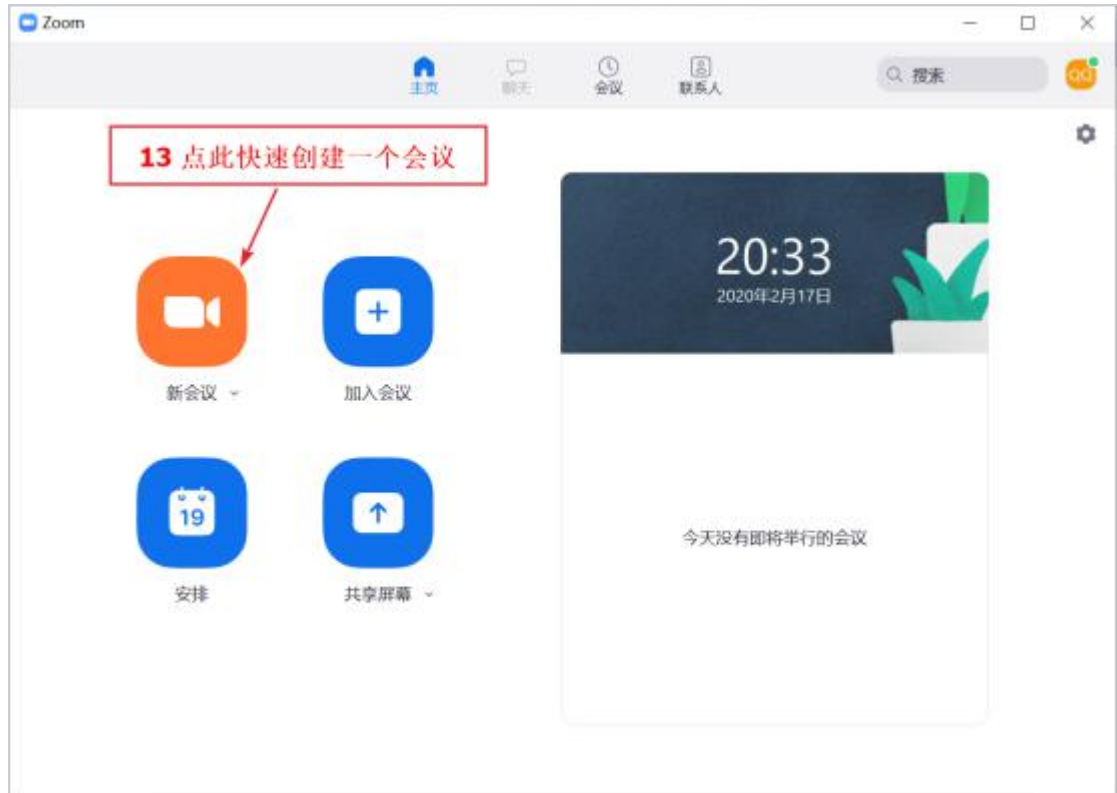 Zoom
主页
聊天
会议
联系人
搜索
QQ
13 点此快速创建一个会议
20:33
2020年2月17日
新会议
加入会议
19
安排
共享屏幕
今天没有即将举行的会议